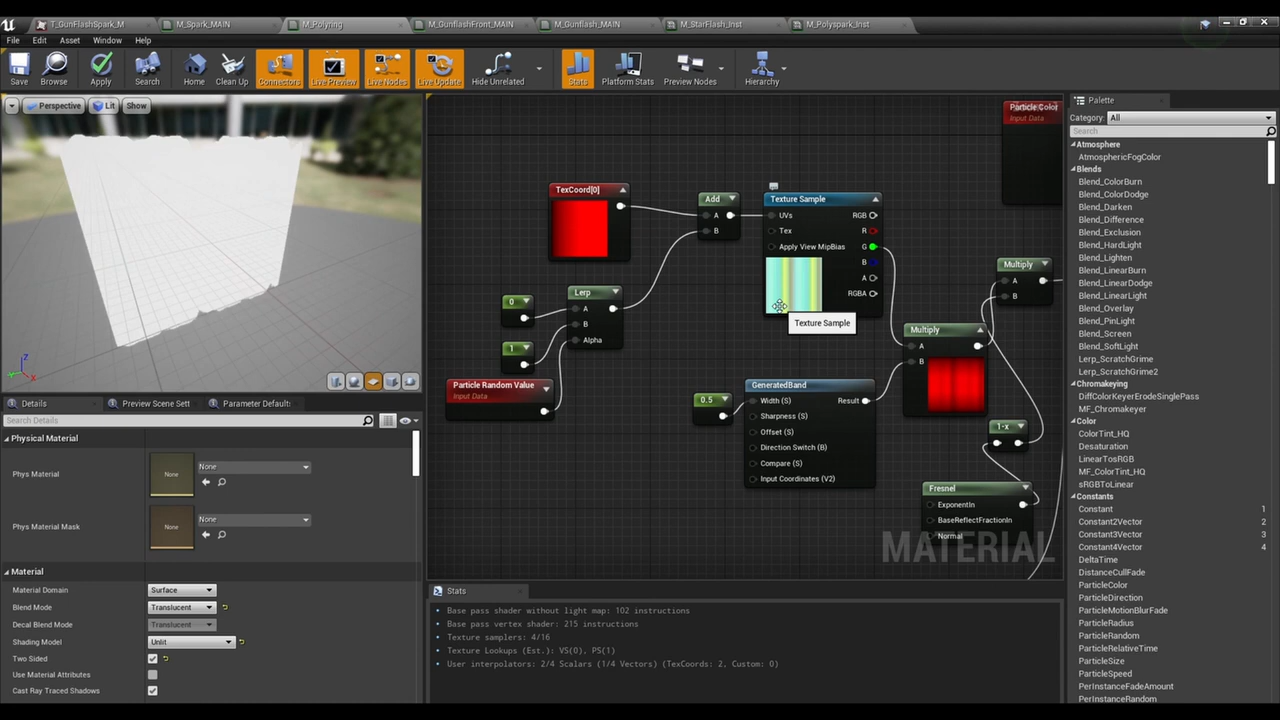 T_GunFlashSpark_M
M_Spark_MAIN
M_Polyring
M_GunflashFront_MAIN
M_Gunflash_MAIN
M_StarFlash_Inst
M_Polyspark_Inst
File Edit Asset Window Help
Save
Browse
Apply
Search
Home
Clean Up
Connectors
Live Preview
Live Nodes
Live Update
Hide Unrelated
Stats
Platform Stats
Preview Nodes
Hierarchy
Perspective
Lit
Show
Z
X
Details
Preview Scene Sett
Parameter Default
Search Details
Physical Material
Phys Material
None
None
Phys Material Mask
None
None
Material
Material Domain
Surface
Blend Mode
Translucent
Decal Blend Mode
Translucent
Shading Model
Unlit
Two Sided
Use Material Attributes
Cast Ray Traced Shadows
TexCoord[0]
0
1
Lerp
A
B
Alpha
Particle Random Value
Input Data
Add
A
B
Texture Sample
UVs
Tex
Apply View MipBias
RGB
R
G
B
A
RGBA
Texture Sample
0.5
GeneratedBand
Width (S)
Sharpness (S)
Offset (S)
Direction Switch (B)
Compare (S)
Input Coordinates (V2)
Result
Multiply
A
B
Particle Color
Input Data
Multiply
A
B
1-x
Fresnel
ExponentIn
BaseReflectFractionIn
Normal
MATERIAL
Stats
Base pass shader without light map: 102 instructions
Base pass vertex shader: 215 instructions
Texture samplers: 4/16
Texture Lookups (Est.): VS(0), PS(1)
User interpolators: 2/4 Scalars (1/4 Vectors) (TexCoords: 2, Custom: 0)
Palette
Category: All
Search
Atmosphere
AtmosphericFogColor
Blends
Blend_ColorBurn
Blend_ColorDodge
Blend_Darken
Blend_Difference
Blend_Exclusion
Blend_HardLight
Blend_Lighten
Blend_LinearBurn
Blend_LinearDodge
Blend_LinearLight
Blend_Overlay
Blend_PinLight
Blend_Screen
Blend_SoftLight
Lerp_ScratchGrime
Lerp_ScratchGrime2
Chromakeying
DiffColorKeyerErodeSinglePass
MF_Chromakeyer
Color
ColorTint_HQ
Desaturation
LinearTosRGB
MF_ColorTint_HQ
sRGBToLinear
Constants
Constant 1
Constant2Vector 2
Constant3Vector 3
Constant4Vector 4
DeltaTime
DistanceCullFade
ParticleColor
ParticleDirection
ParticleMotionBlurFade
ParticleRadius
ParticleRandom
ParticleRelativeTime
ParticleSize
ParticleSpeed
PerInstanceFadeAmount
PerInstanceRandom